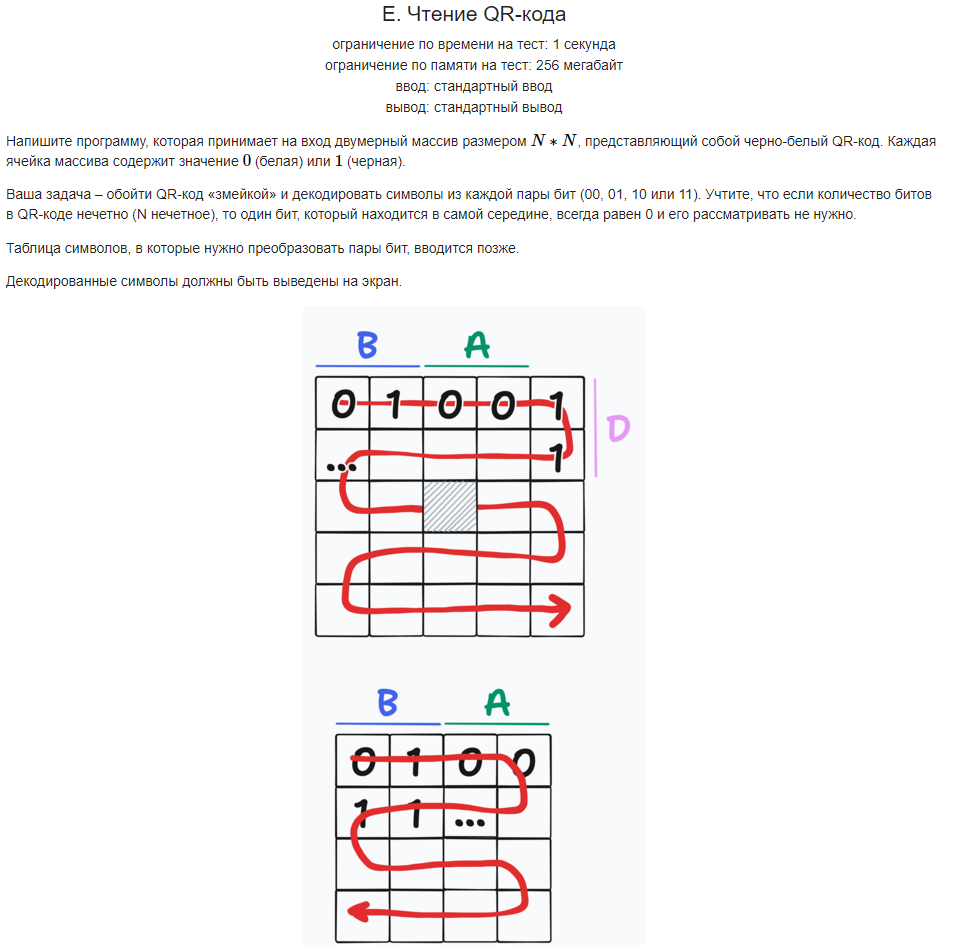 E. Чтение QR-кода
ограничение по времени на тест: 1 секунда
ограничение по памяти на тест: 256 мегабайт
ввод: стандартный ввод
вывод: стандартный вывод
Напишите программу, которая принимает на вход двумерный массив размером N * N, представляющий собой черно-белый QR-код. Каждая
ячейка массива содержит значение 0 (белая) или 1 (черная).
Ваша задача – обойти QR-код «змейкой» и декодировать символы из каждой пары бит (00, 01, 10 или 11). Учтите, что если количество битов
в QR-коде нечетно (N нечетное), то один бит, который находится в самой середине, всегда равен 0 и его рассматривать не нужно.
Таблица символов, в которые нужно преобразовать пары бит, вводится позже.
Декодированные символы должны быть выведены на экран.
B A
0 1 0 0 1
D
... 1
B A
0 1 0 0
1 1 ...